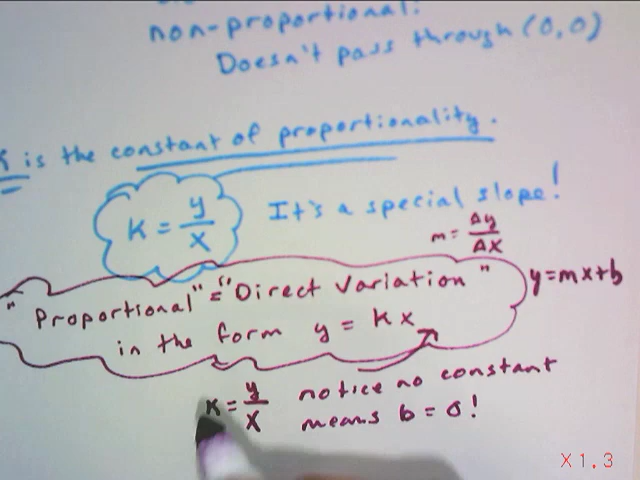 non-proportional:
Doesn't pass through (0,0)
K is the constant of proportionality.
K = y/x It's a special slope!
m = Δy/Δx
"Proportional" = "Direct Variation"
y=mx+b
in the form y = Kx
K = y/x notice no constant
means b = 0!
X1.3